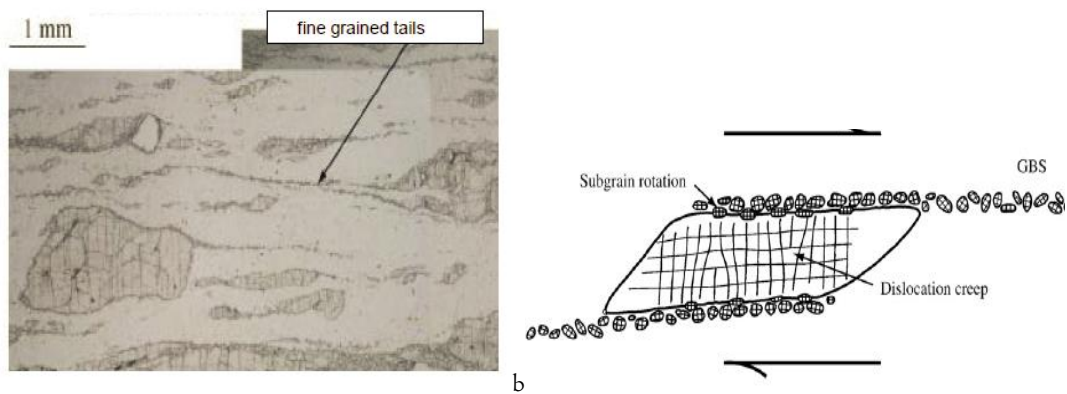 1 mm
fine grained tails
Subgrain rotation
GBS
Dislocation creep
b